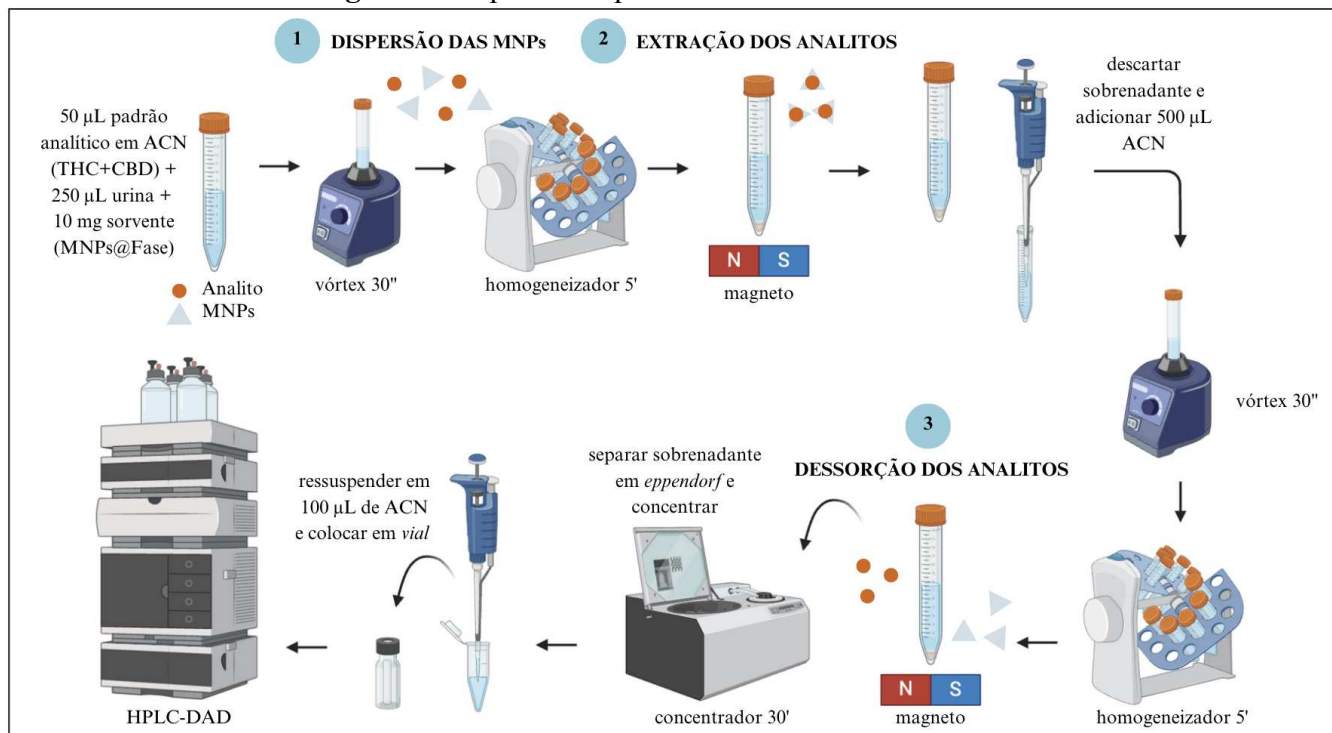 1
DISPERSÃO DAS MNPs
2
EXTRAÇÃO DOS ANALITOS
50 µL padrão
analítico em ACN
(THC+CBD) +
250 µL urina +
10 mg sorvente
(MNPs@Fase)
Analito
MNPs
vórtex 30"
homogeneizador 5'
N S
magneto
descartar
sobrenadante e
adicionar 500 µL
ACN
vórtex 30"
homogeneizador 5'
3
DESSORÇÃO DOS ANALITOS
N S
magneto
separar sobrenadante
em eppendorf e
concentrar
concentrador 30'
ressuspender em
100 µL de ACN
e colocar em vial
HPLC-DAD